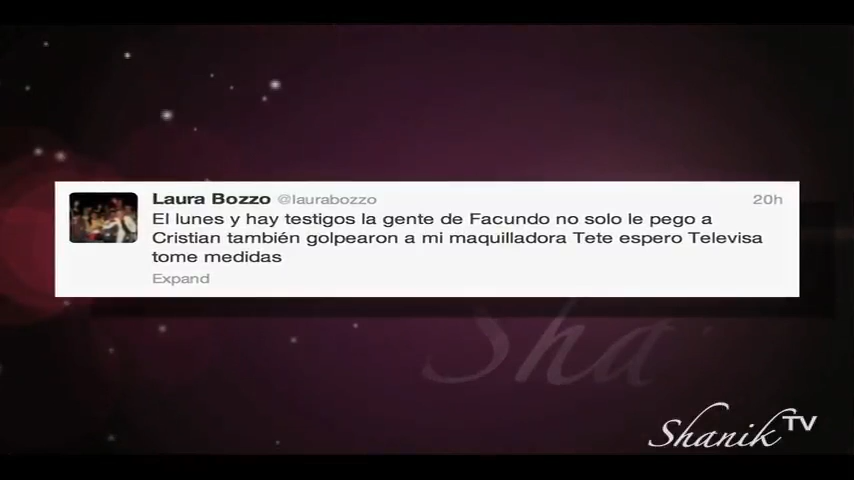 Laura Bozzo @laurabozzo 20h
El lunes y hay testigos la gente de Facundo no solo le pego a
Cristian también golpearon a mi maquilladora Tete espero Televisa
tome medidas
Expand
Sha
Shanik TV